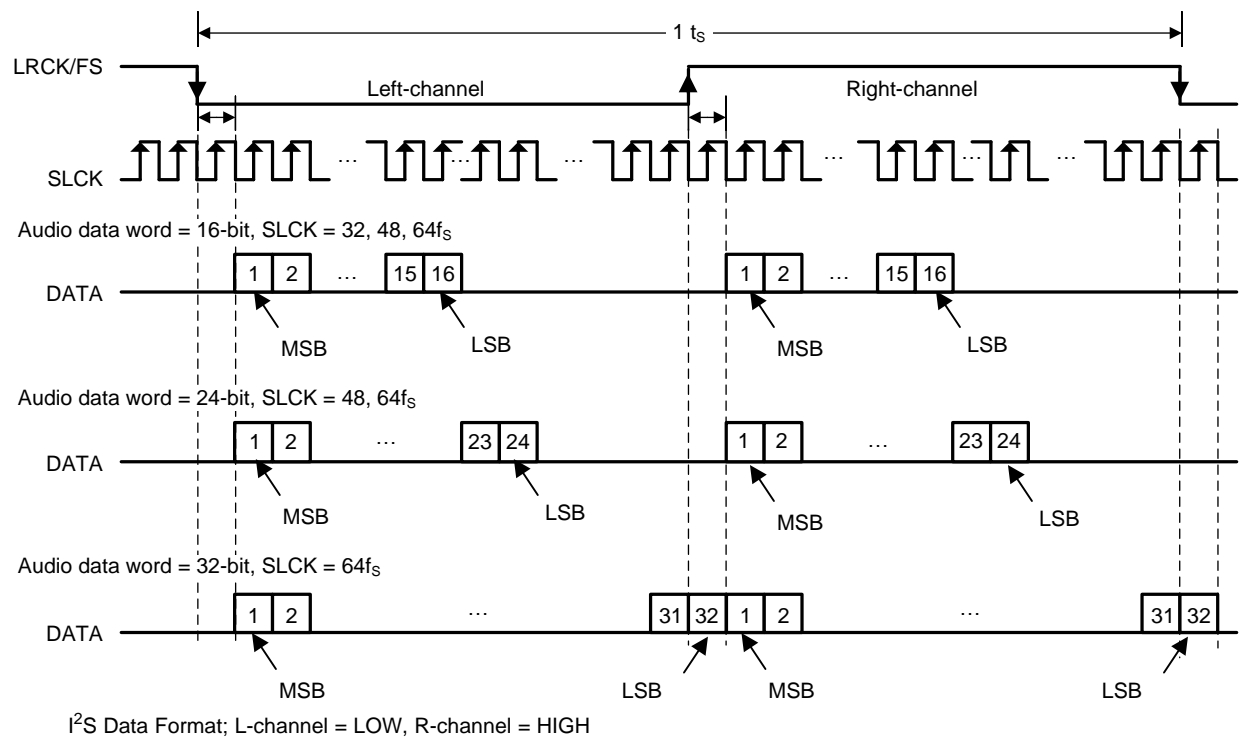 1 tS
LRCK/FS
Left-channel
Right-channel
... ... ... ... ... ...
SLCK
Audio data word = 16-bit, SLCK = 32, 48, 64fS
1 2 ... 15 16 1 2 ... 15 16
DATA
MSB LSB MSB LSB
Audio data word = 24-bit, SLCK = 48, 64fS
1 2 ... 23 24 1 2 ... 23 24
DATA
MSB LSB MSB LSB
Audio data word = 32-bit, SLCK = 64fS
1 2 ... 31 32 1 2 ... 31 32
DATA
MSB LSB MSB LSB
I2S Data Format; L-channel = LOW, R-channel = HIGH